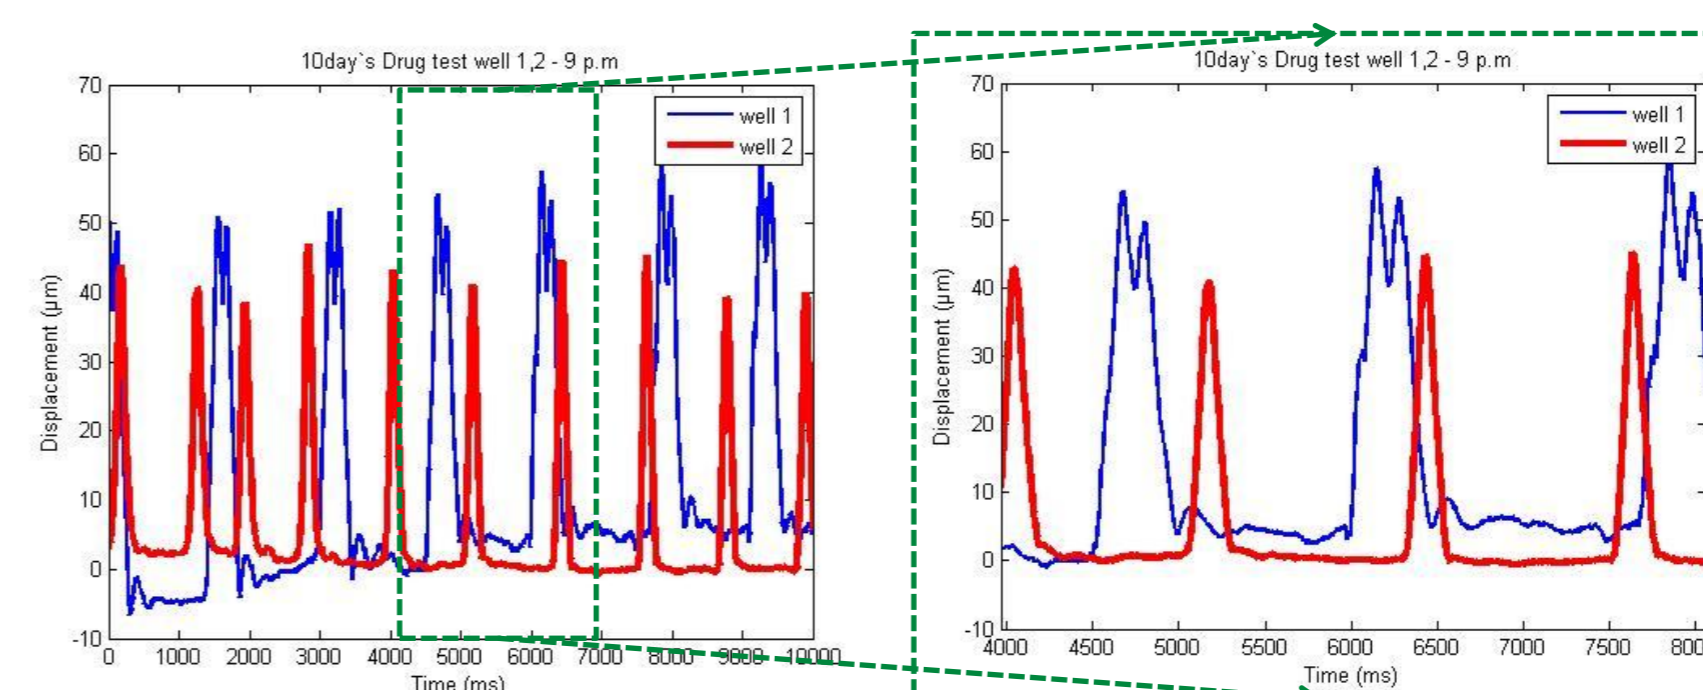 10day`s Drug test well 1,2 - 9 p.m
70
60
50
40
30
20
10
0
-10
Displacement (µm)
well 1
well 2
0 1000 2000 3000 4000 5000 6000 7000 8000 9000 10000
Time (ms)
10day`s Drug test well 1,2 - 9 p.m
70
60
50
40
30
20
10
0
-10
Displacement (µm)
well 1
well 2
4000 4500 5000 5500 6000 6500 7000 7500 800
Time (ms)